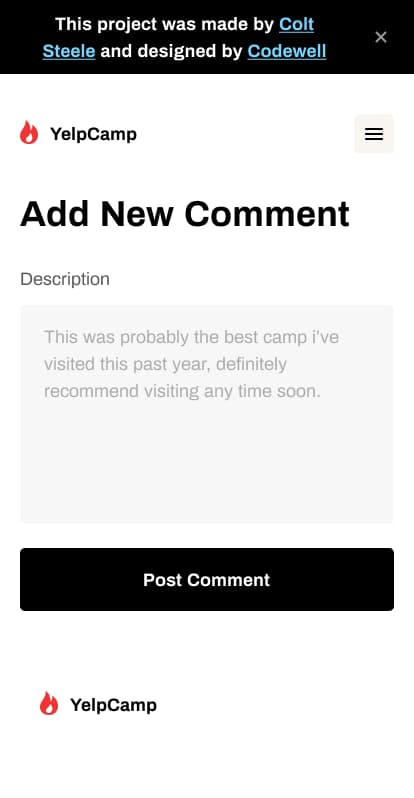 This project was made by Colt
Steele and designed by Codewell
YelpCamp
Add New Comment
Description
This was probably the best camp i've
visited this past year, definitely
recommend visiting any time soon.
Post Comment
YelpCamp